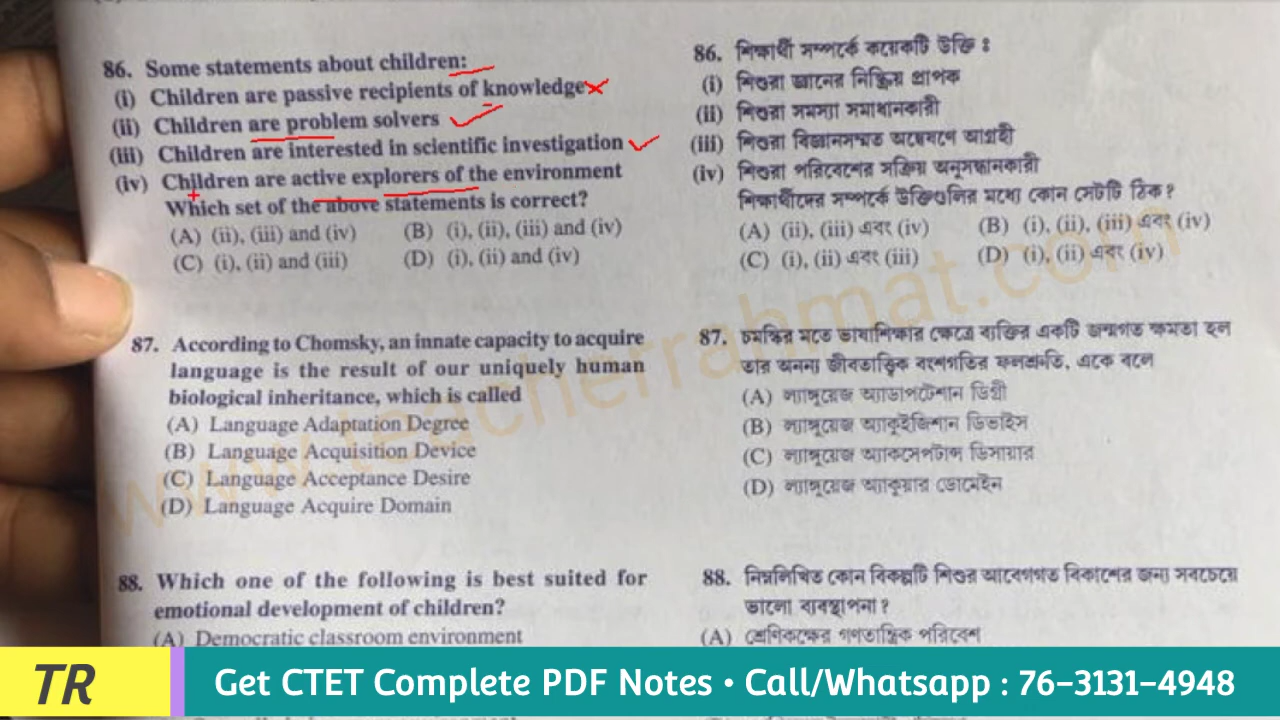 86. Some statements about children:
(i) Children are passive recipients of knowledge
(ii) Children are problem solvers
(iii) Children are interested in scientific investigation
(iv) Children are active explorers of the environment
Which set of the above statements is correct?
(A) (ii), (iii) and (iv) (B) (i), (ii), (iii) and (iv)
(C) (i), (ii) and (iii) (D) (i), (ii) and (iv)
87. According to Chomsky, an innate capacity to acquire
language is the result of our uniquely human
biological inheritance, which is called
(A) Language Adaptation Degree
(B) Language Acquisition Device
(C) Language Acceptance Desire
(D) Language Acquire Domain
88. Which one of the following is best suited for
emotional development of children?
(A) Democratic classroom environment
86. শিক্ষার্থী সম্পর্কে কয়েকটি উক্তি :
(i) শিশুরা জ্ঞানের নিষ্ক্রিয় প্রাপক
(ii) শিশুরা সমস্যা সমাধানকারী
(iii) শিশুরা বিজ্ঞানসম্মত অন্বেষণে আগ্রহী
(iv) শিশুরা পরিবেশের সক্রিয় অনুসন্ধানকারী
শিক্ষার্থীদের সম্পর্কে উক্তিগুলির মধ্যে কোন সেটটি ঠিক ?
(A) (ii), (iii) এবং (iv) (B) (i), (ii), (iii) এবং (iv)
(C) (i), (ii) এবং (iii) (D) (i), (ii) এবং (iv)
87. চমস্কির মতে ভাষাশিক্ষার ক্ষেত্রে ব্যক্তির একটি জন্মগত ক্ষমতা হল
তার অনন্য জীবতাত্ত্বিক বংশগতির ফলশ্রুতি, একে বলে
(A) ল্যাঙ্গুয়েজ অ্যাডাপটেশান ডিগ্রী
(B) ল্যাঙ্গুয়েজ অ্যাকুইজিশান ডিভাইস
(C) ল্যাঙ্গুয়েজ অ্যাকসেপটান্স ডিসায়ার
(D) ল্যাঙ্গুয়েজ অ্যাকুয়ার ডোমেইন
88. নিম্নলিখিত কোন বিকল্পটি শিশুর আবেগগত বিকাশের জন্য সবচেয়ে
ভালো ব্যবস্থাপনা ?
(A) শ্রেণিকক্ষের গণতান্ত্রিক পরিবেশ
www.teacherrahmat.com
TR
Get CTET Complete PDF Notes • Call/Whatsapp : 76-3131-4948